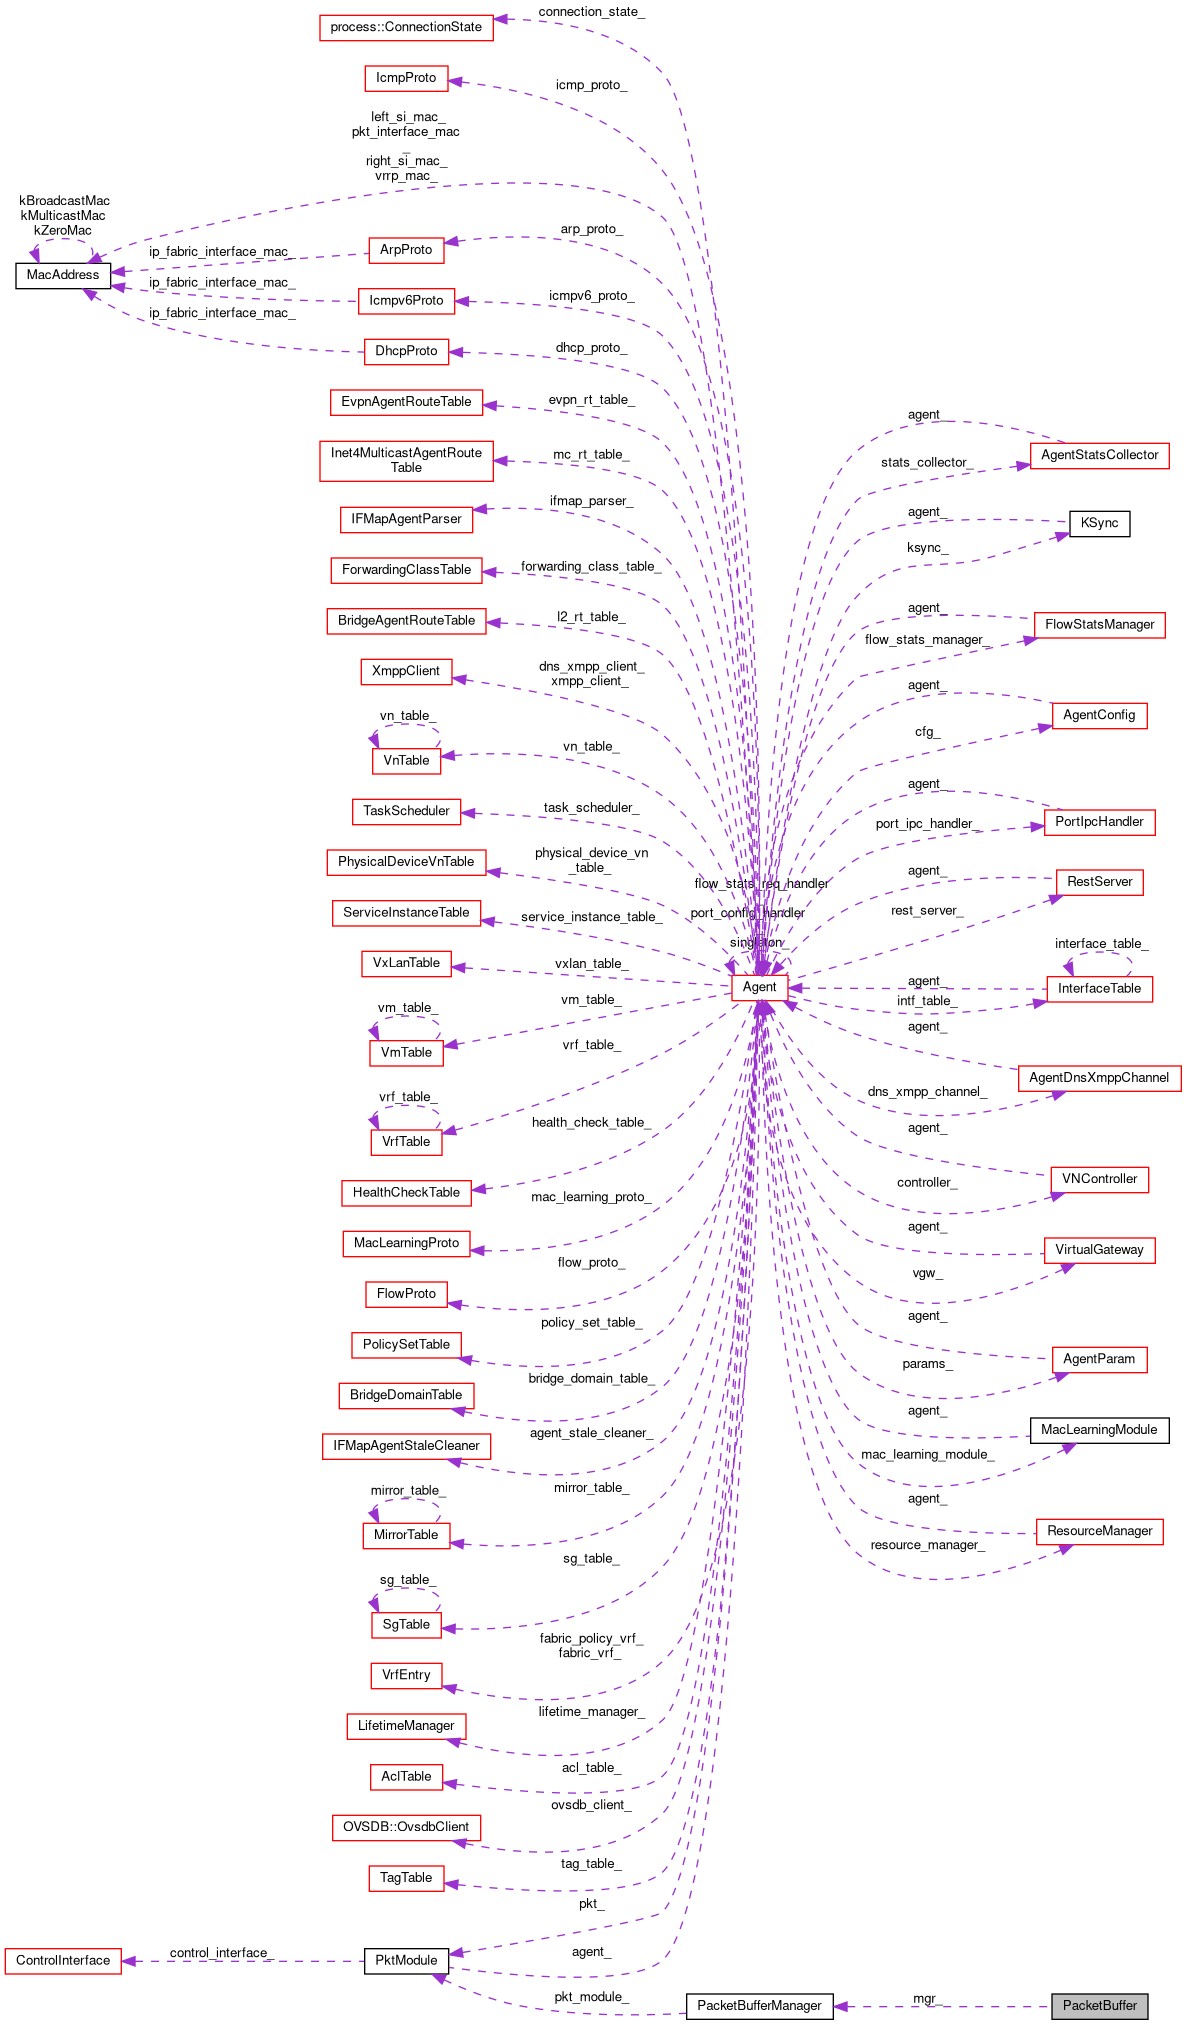 connection_state_
process::ConnectionState
IcmpProto
icmp_proto_
left_si_mac_
pkt_interface_mac
_
right_si_mac_
vrrp_mac_
kBroadcastMac
kMulticastMac
kZeroMac
MacAddress
ip_fabric_interface_mac_
ArpProto
arp_proto_
ip_fabric_interface_mac_
Icmpv6Proto
icmpv6_proto_
ip_fabric_interface_mac_
DhcpProto
dhcp_proto_
EvpnAgentRouteTable
evpn_rt_table_
Inet4MulticastAgentRoute
Table
mc_rt_table_
IFMapAgentParser
ifmap_parser_
ForwardingClassTable
forwarding_class_table_
BridgeAgentRouteTable
l2_rt_table_
XmppClient
dns_xmpp_client_
xmpp_client_
vn_table_
VnTable
vn_table_
TaskScheduler
task_scheduler_
PhysicalDeviceVnTable
physical_device_vn
_table_
ServiceInstanceTable
service_instance_table_
VxLanTable
vxlan_table_
vm_table_
VmTable
vm_table_
vrf_table_
VrfTable
vrf_table_
HealthCheckTable
health_check_table_
MacLearningProto
mac_learning_proto_
FlowProto
flow_proto_
PolicySetTable
policy_set_table_
BridgeDomainTable
bridge_domain_table_
IFMapAgentStaleCleaner
agent_stale_cleaner_
mirror_table_
MirrorTable
mirror_table_
sg_table_
SgTable
sg_table_
VrfEntry
fabric_policy_vrf_
fabric_vrf_
LifetimeManager
lifetime_manager_
AclTable
acl_table_
OVSDB::OvsdbClient
ovsdb_client_
TagTable
tag_table_
pkt_
ControlInterface
control_interface_
PktModule
agent_
pkt_module_
PacketBufferManager
mgr_
PacketBuffer
flow_stats_req_handler
_
port_config_handler
_
singleton_
Agent
agent_
AgentStatsCollector
stats_collector_
agent_
KSync
ksync_
agent_
FlowStatsManager
flow_stats_manager_
agent_
AgentConfig
cfg_
agent_
PortIpcHandler
port_ipc_handler_
agent_
RestServer
rest_server_
interface_table_
agent_
InterfaceTable
intf_table_
agent_
AgentDnsXmppChannel
dns_xmpp_channel_
agent_
VNController
controller_
agent_
VirtualGateway
vgw_
agent_
AgentParam
params_
agent_
MacLearningModule
mac_learning_module_
agent_
ResourceManager
resource_manager_